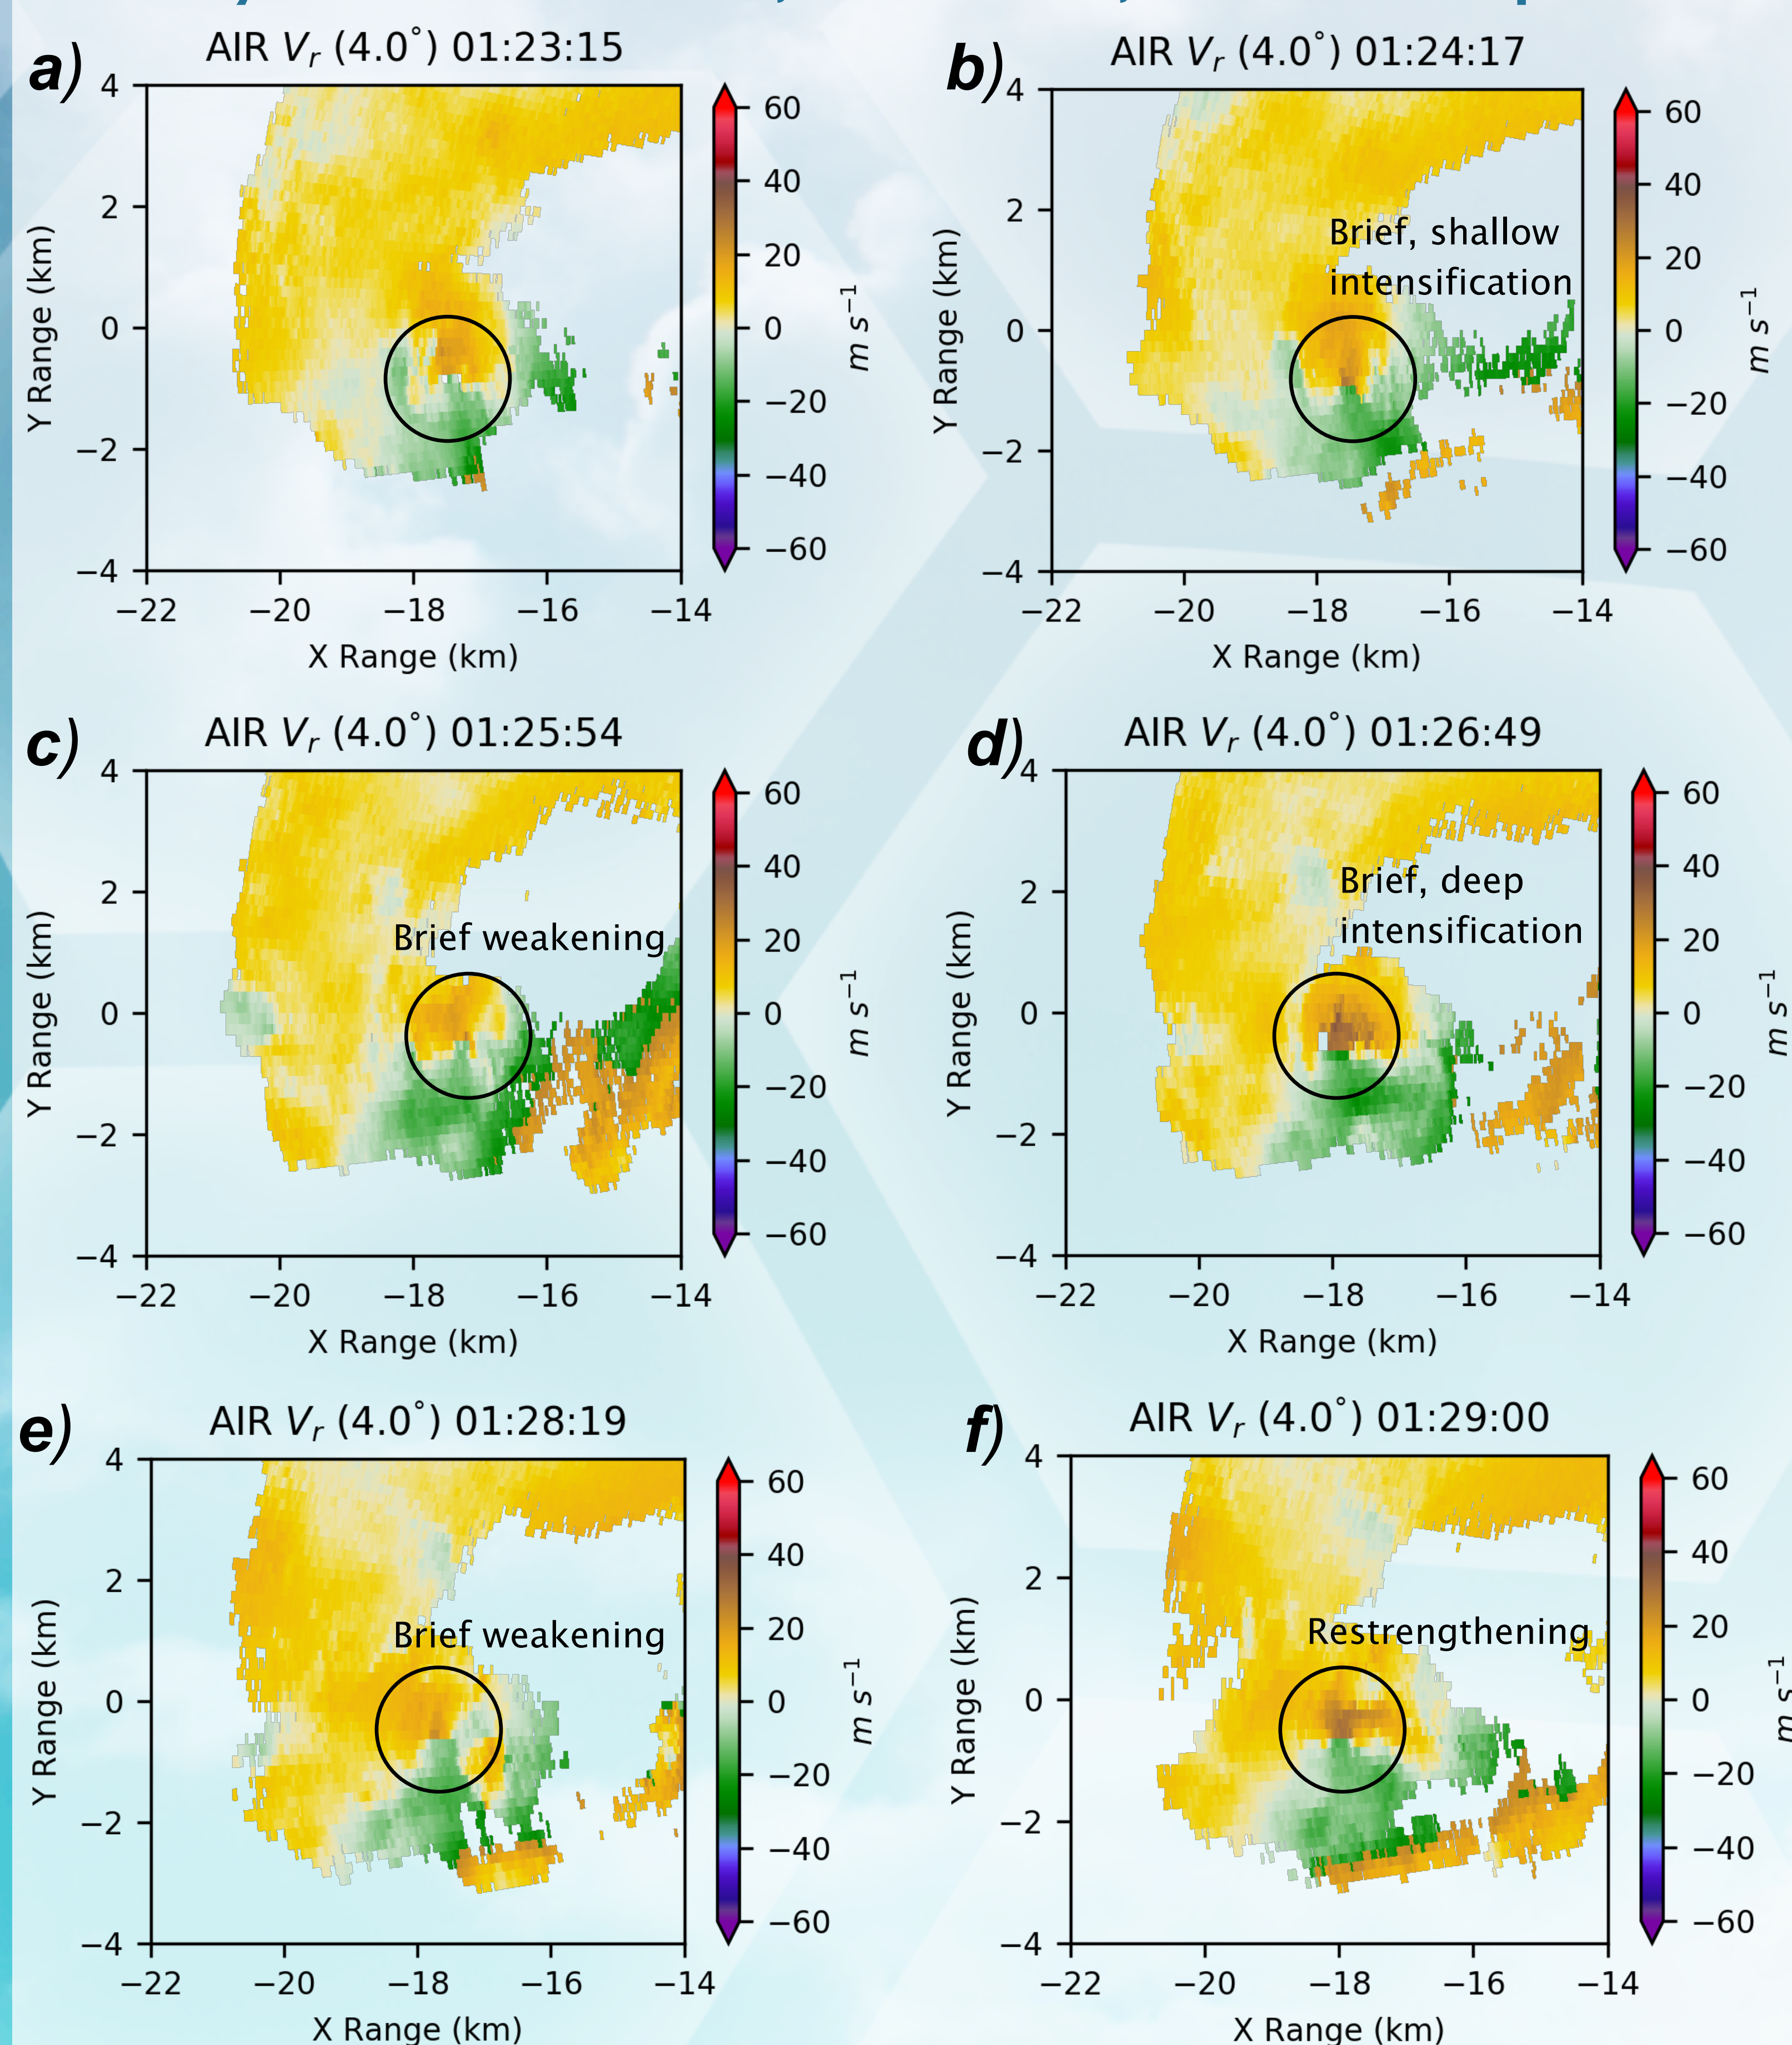 a)
AIR Vr (4.0°) 01:23:15
4
2
0
−2
−4
Y Range (km)
−22 −20 −18 −16 −14
X Range (km)
60
40
20
0
−20
−40
−60
m s−1
b)
AIR Vr (4.0°) 01:24:17
Brief, shallow
intensification
4
2
0
−2
−4
Y Range (km)
−22 −20 −18 −16 −14
X Range (km)
60
40
20
0
−20
−40
−60
m s−1
c)
AIR Vr (4.0°) 01:25:54
Brief weakening
4
2
0
−2
−4
Y Range (km)
−22 −20 −18 −16 −14
X Range (km)
60
40
20
0
−20
−40
−60
m s−1
d)
AIR Vr (4.0°) 01:26:49
Brief, deep
intensification
4
2
0
−2
−4
Y Range (km)
−22 −20 −18 −16 −14
X Range (km)
60
40
20
0
−20
−40
−60
m s−1
e)
AIR Vr (4.0°) 01:28:19
Brief weakening
4
2
0
−2
−4
Y Range (km)
−22 −20 −18 −16 −14
X Range (km)
60
40
20
0
−20
−40
−60
m s−1
f)
AIR Vr (4.0°) 01:29:00
Restrengthening
4
2
0
−2
−4
Y Range (km)
−22 −20 −18 −16 −14
X Range (km)
60
40
20
0
−20
−40
−60
m s−1